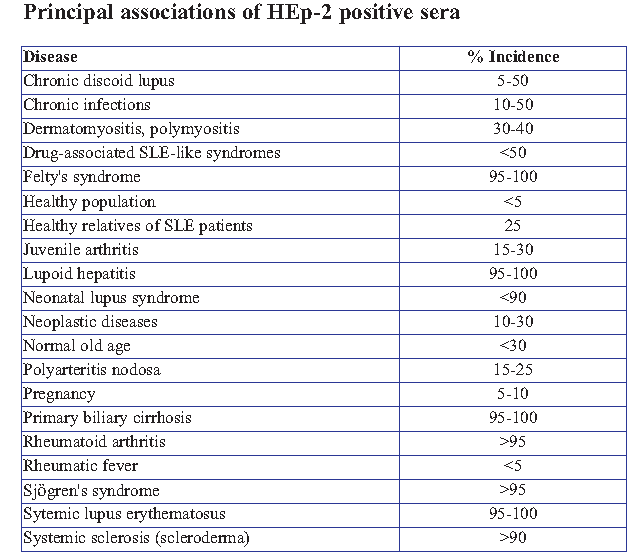 Principal associations of HEp-2 positive sera
Disease % Incidence
Chronic discoid lupus 5-50
Chronic infections 10-50
Dermatomyositis, polymyositis 30-40
Drug-associated SLE-like syndromes <50
Felty's syndrome 95-100
Healthy population <5
Healthy relatives of SLE patients 25
Juvenile arthritis 15-30
Lupoid hepatitis 95-100
Neonatal lupus syndrome <90
Neoplastic diseases 10-30
Normal old age <30
Polyarteritis nodosa 15-25
Pregnancy 5-10
Primary biliary cirrhosis 95-100
Rheumatoid arthritis >95
Rheumatic fever <5
Sjögren's syndrome >95
Sytemic lupus erythematosus 95-100
Systemic sclerosis (scleroderma) >90